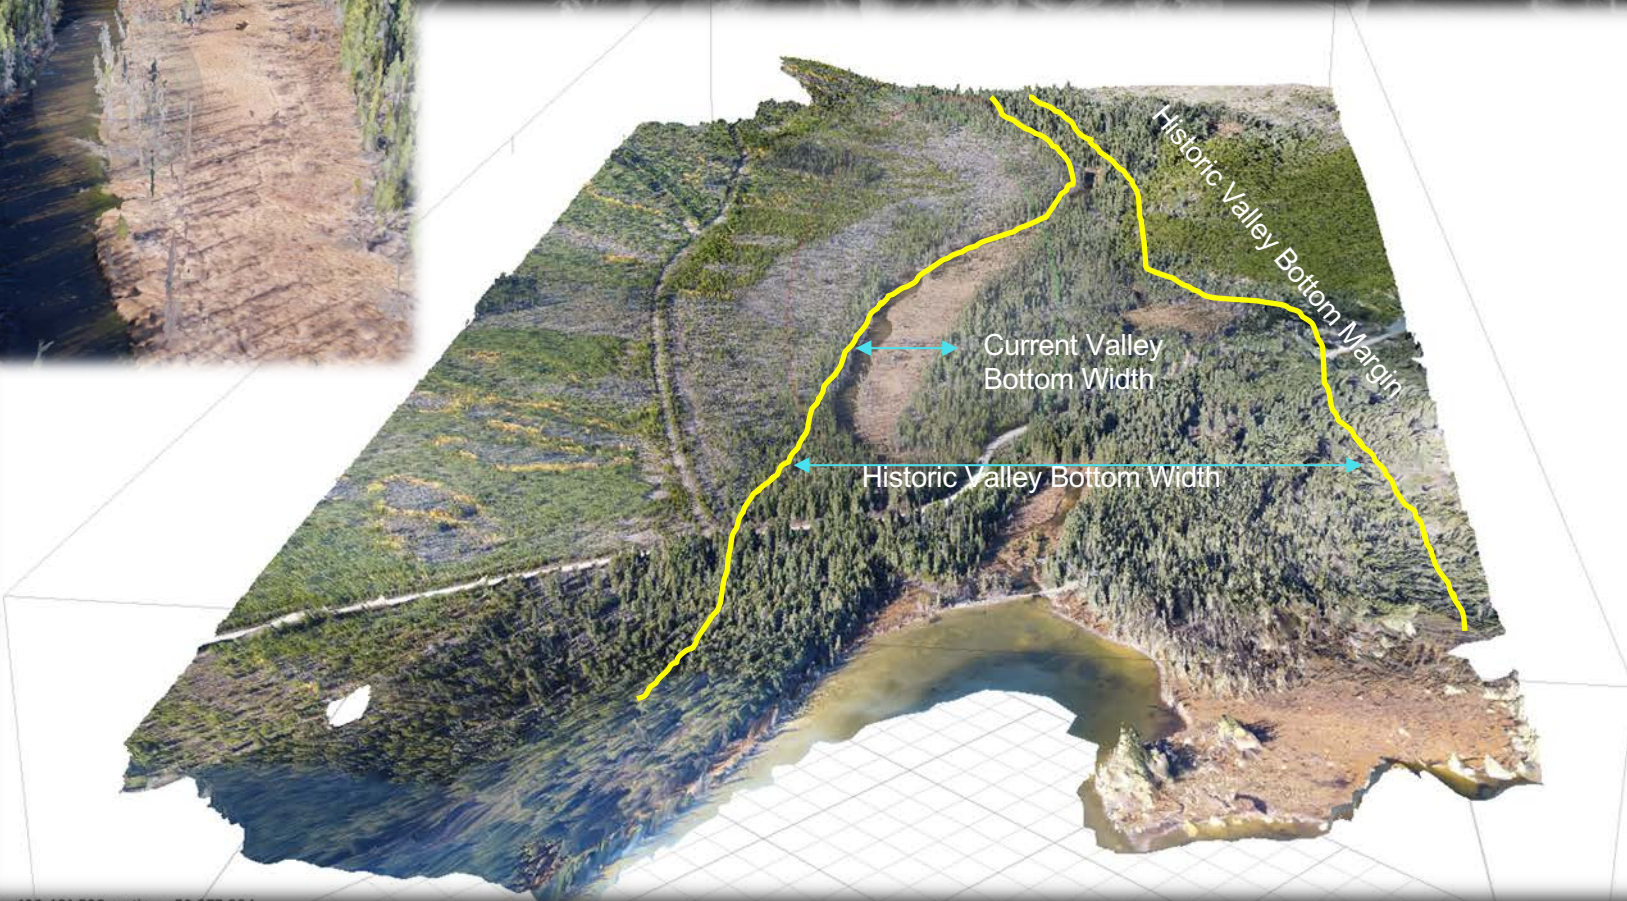 Historic Valley Bottom Margin
Current Valley
Bottom Width
Historic Valley Bottom Width